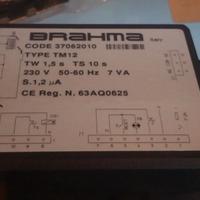 BRAHMA
Italy
CODE 37062010
TYPE TM12
TW 1,5 s TS 10 s
230 V 50-60 Hz 7 VA
S.1,2 µA
CE Reg. N. 63AQ0625